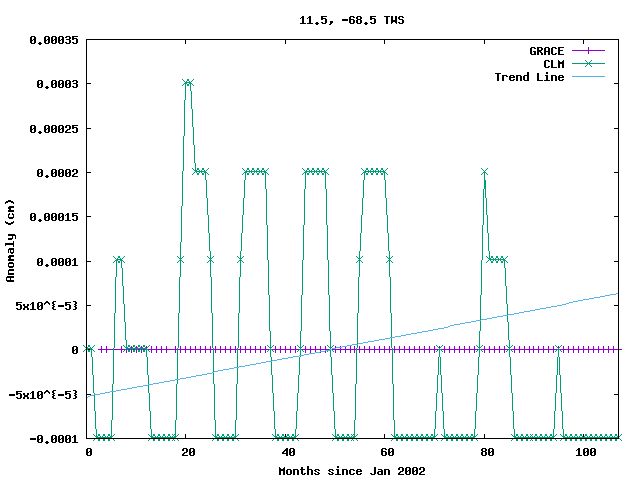 11.5, -68.5 TWS
GRACE
CLM
Trend Line
0.00035
0.0003
0.00025
0.0002
0.00015
0.0001
5x10^{-5}
0
-5x10^{-5}
-0.0001
Anomaly (cm)
0 20 40 60 80 100
Months since Jan 2002